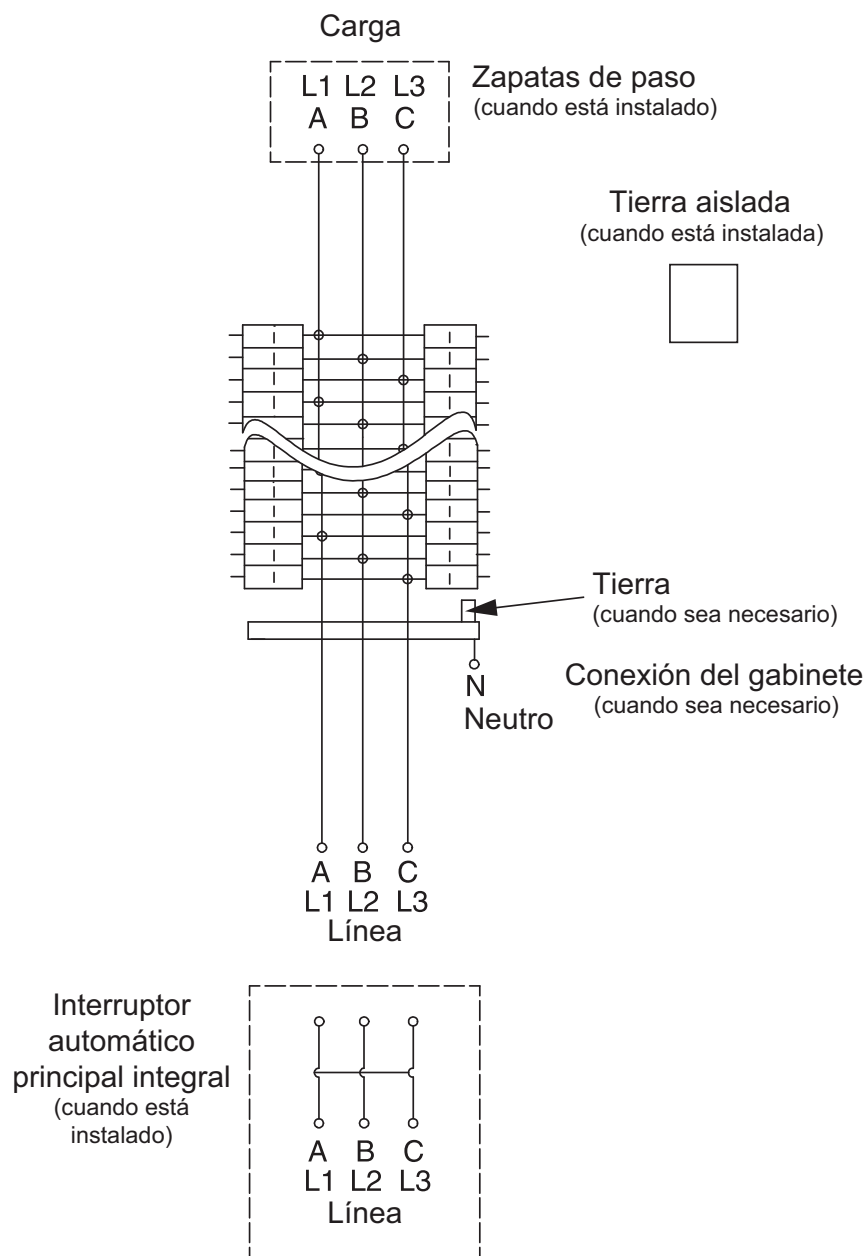 Carga
L1 L2 L3
A B C
Zapatas de paso
(cuando está instalado)
Tierra aislada
(cuando está instalada)
Tierra
(cuando sea necesario)
N
Neutro
Conexión del gabinete
(cuando sea necesario)
A B C
L1 L2 L3
Línea
Interruptor
automático
principal integral
(cuando está
instalado)
A B C
L1 L2 L3
Línea